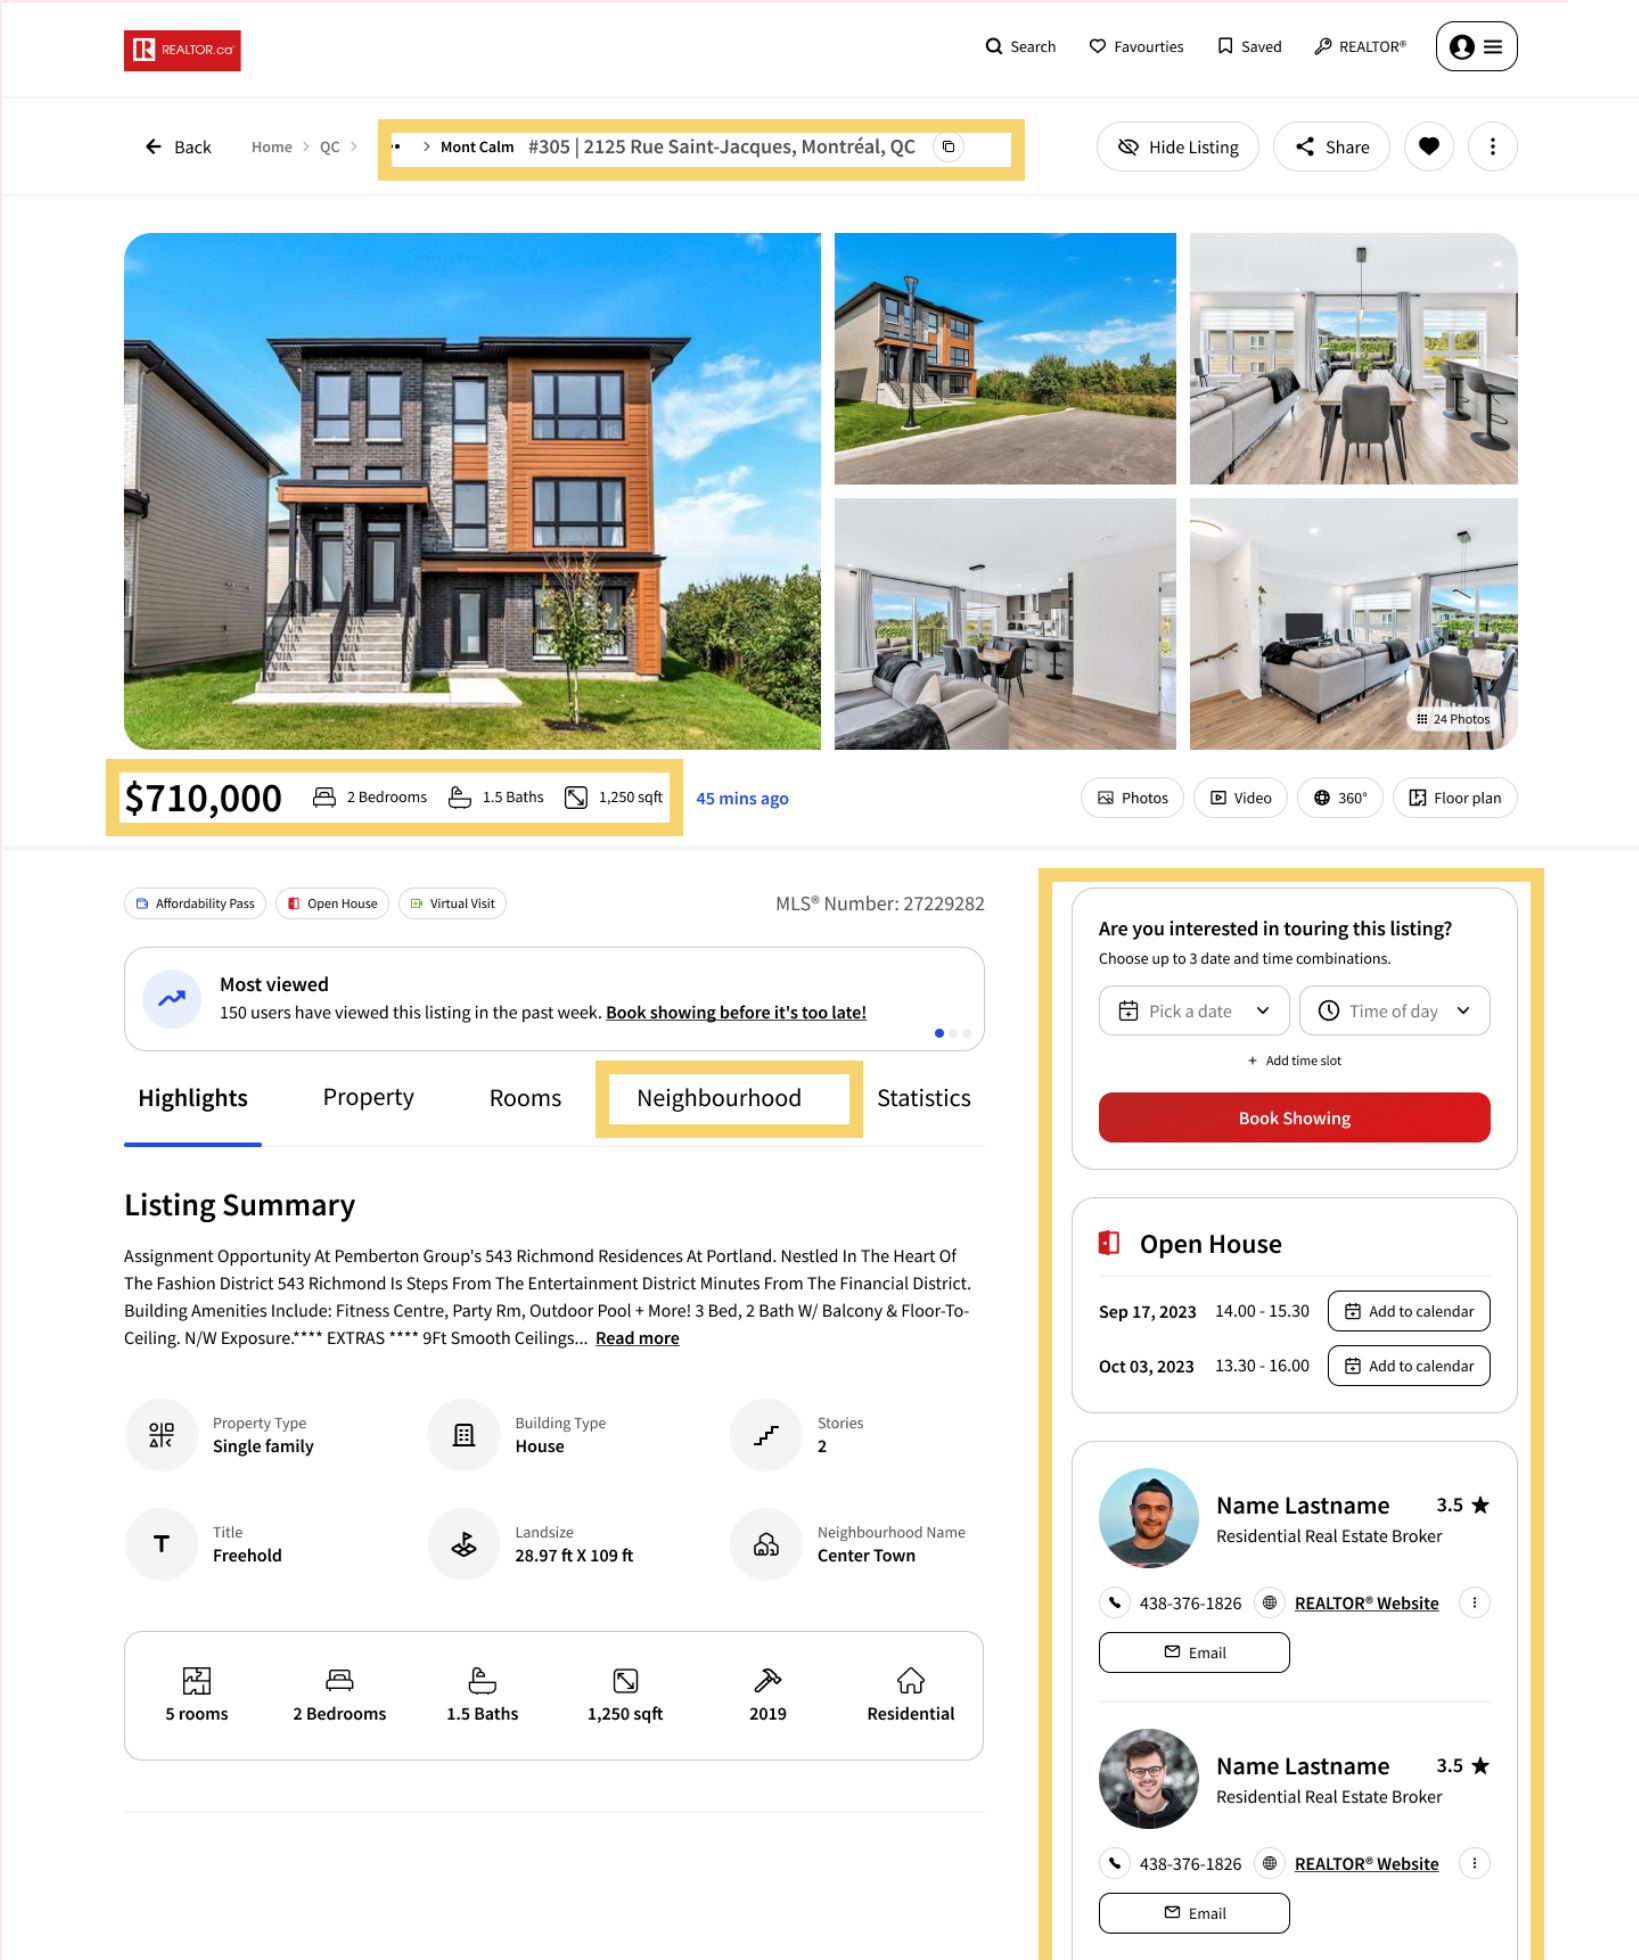 REALTOR.ca
Search
Favourties
Saved
REALTOR®
Back
Home > QC >
•• > Mont Calm #305 | 2125 Rue Saint-Jacques, Montréal, QC
Hide Listing
Share
24 Photos
$710,000 2 Bedrooms 1.5 Baths 1,250 sqft 45 mins ago
Photos
Video
360°
Floor plan
Affordability Pass
Open House
Virtual Visit
MLS® Number: 27229282
Most viewed
150 users have viewed this listing in the past week. Book showing before it's too late!
Highlights Property Rooms Neighbourhood Statistics
Listing Summary
Assignment Opportunity At Pemberton Group's 543 Richmond Residences At Portland. Nestled In The Heart Of
The Fashion District 543 Richmond Is Steps From The Entertainment District Minutes From The Financial District.
Building Amenities Include: Fitness Centre, Party Rm, Outdoor Pool + More! 3 Bed, 2 Bath W/ Balcony & Floor-To-
Ceiling. N/W Exposure.**** EXTRAS **** 9Ft Smooth Ceilings... Read more
Property Type
Single family
Building Type
House
Stories
2
Title
Freehold
Landsize
28.97 ft X 109 ft
Neighbourhood Name
Center Town
5 rooms
2 Bedrooms
1.5 Baths
1,250 sqft
2019
Residential
Are you interested in touring this listing?
Choose up to 3 date and time combinations.
Pick a date
Time of day
+ Add time slot
Book Showing
Open House
Sep 17, 2023 14.00 - 15.30 Add to calendar
Oct 03, 2023 13.30 - 16.00 Add to calendar
Name Lastname 3.5 ★
Residential Real Estate Broker
438-376-1826 REALTOR® Website
Email
Name Lastname 3.5 ★
Residential Real Estate Broker
438-376-1826 REALTOR® Website
Email